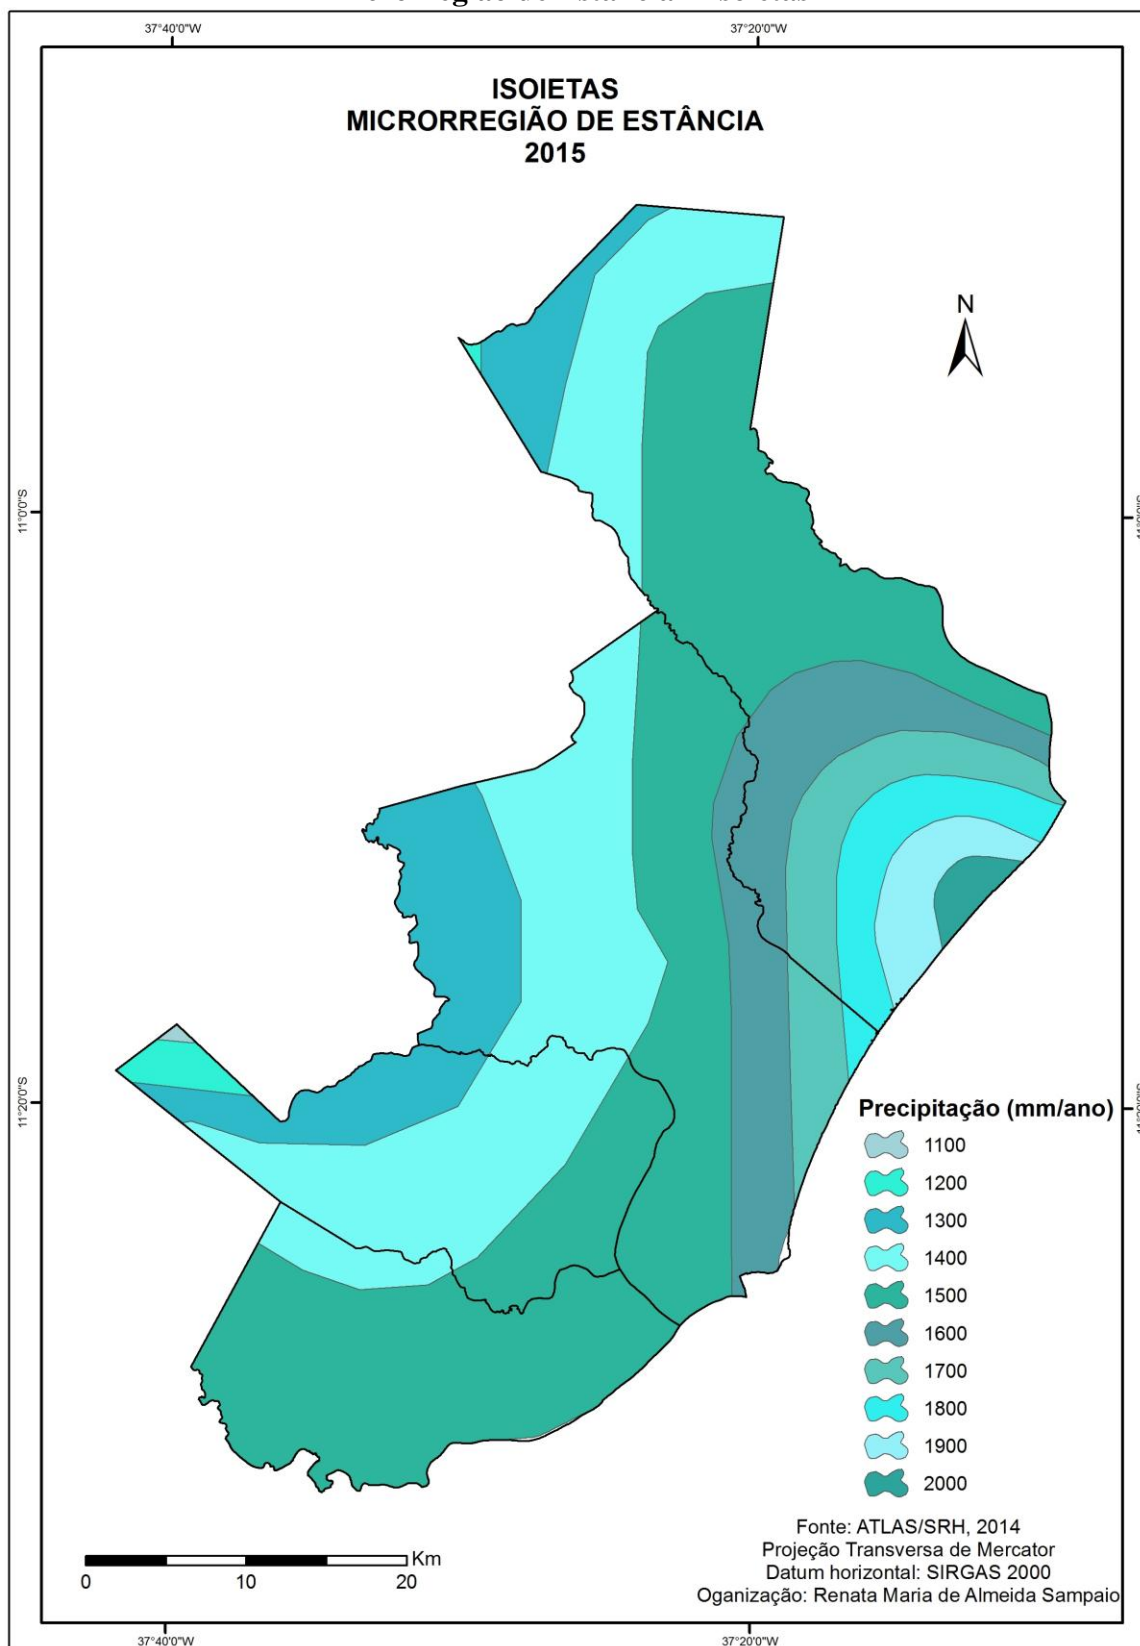 37°40'0"W
37°20'0"W
ISOIETAS
MICRORREGIÃO DE ESTÂNCIA
2015
N
11°0'0"S
11°20'0"S
Precipitação (mm/ano)
1100
1200
1300
1400
1500
1600
1700
1800
1900
2000
Fonte: ATLAS/SRH, 2014
Projeção Transversa de Mercator
Datum horizontal: SIRGAS 2000
Oganização: Renata Maria de Almeida Sampaio
Km
0 10 20
37°40'0"W
37°20'0"W